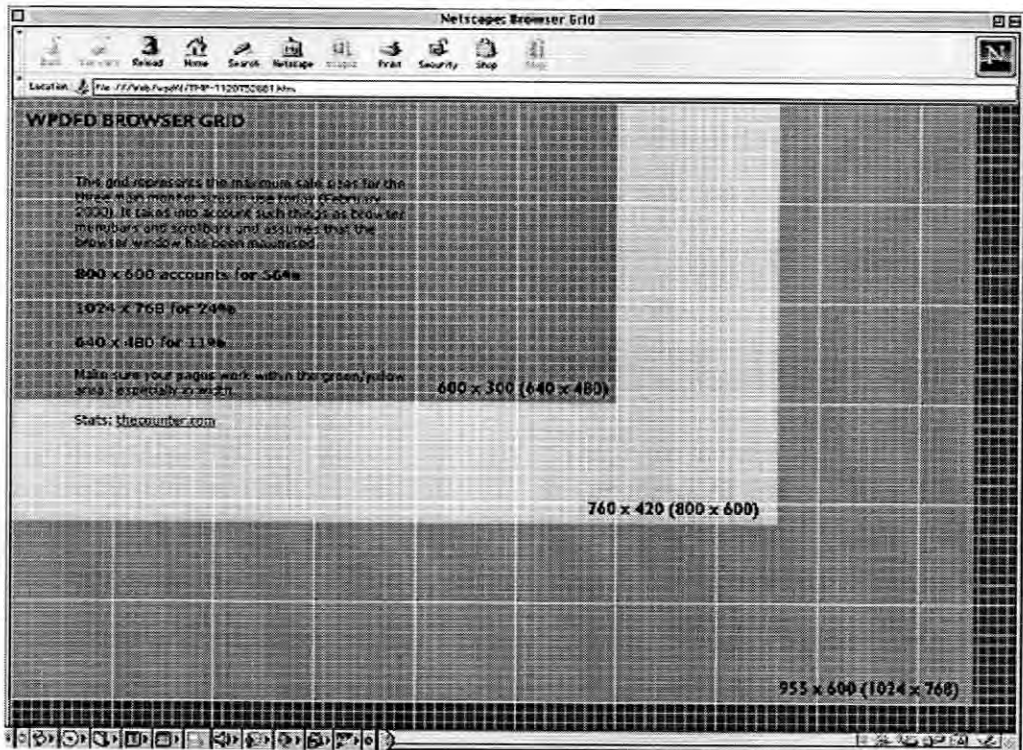 Netscape: Browser Grid
Reload Home Search Netscape Print Security Shop
Location:
WPDFD BROWSER GRID
This grid represents the maximum safe sizes for the
three main monitor sizes in use today (February
2000). It takes into account such things as browser
menubars and scrollbars and assumes that the
browser window has been maximised.
800 x 600 accounts for 56%
1024 x 768 for 24%
640 x 480 for 11%
Make sure your pages work within the green/yellow
area - especially in width.
600 x 300 (640 x 480)
Stats: thecounter.com
760 x 420 (800 x 600)
955 x 600 (1024 x 768)